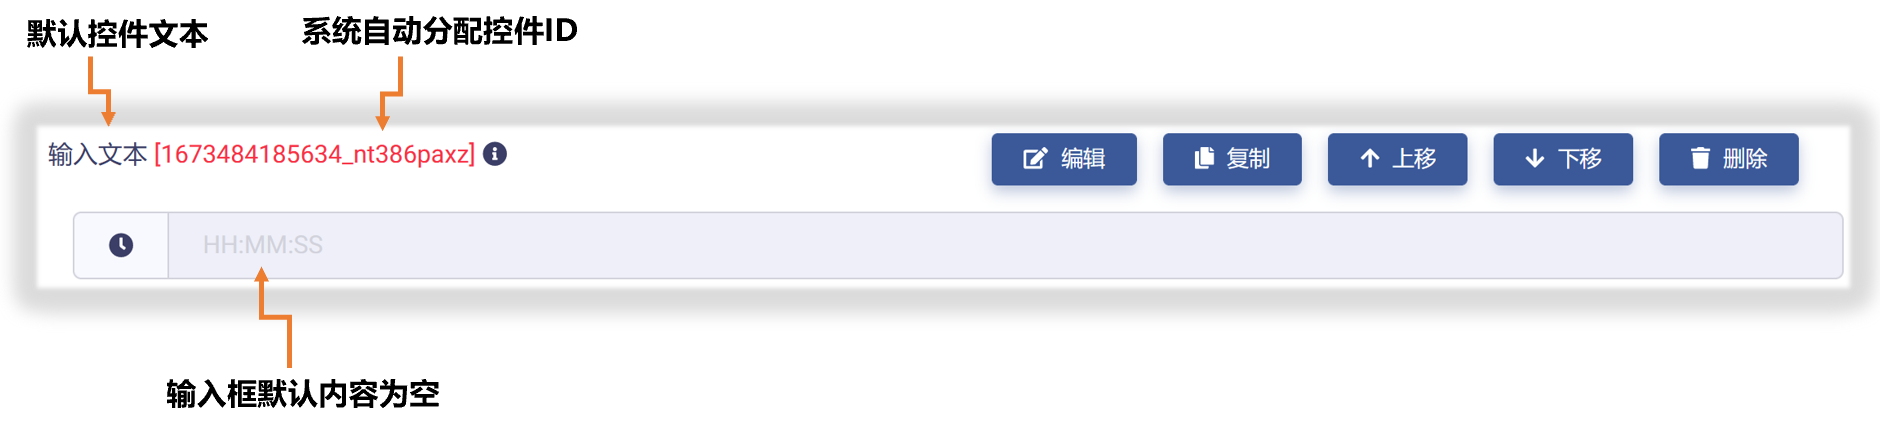 默认控件文本
系统自动分配控件ID
输入文本 [1673484185634_nt386paxz]
编辑
复制
上移
下移
删除
HH:MM:SS
输入框默认内容为空